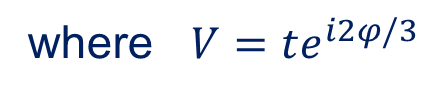 where V = te^{i2φ/3}